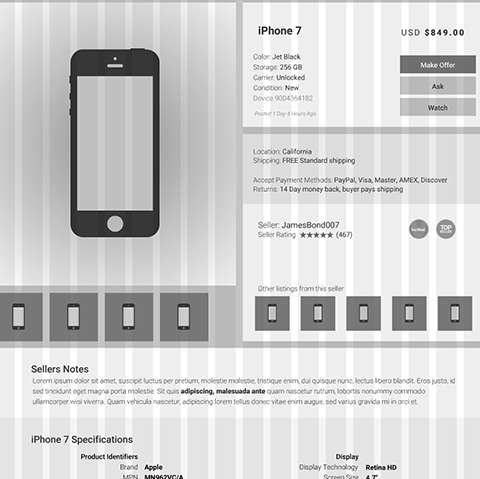 iPhone 7
USD $849.00
Color: Jet Black
Storage: 256 GB
Carrier: Unlocked
Condition: New
Device 9004364182
Posted 1 Day 4 Hours Ago
Make Offer
Ask
Watch
Location: California
Shipping: FREE Standard shipping
Accept Payment Methods: PayPal, Visa, Master, AMEX, Discover
Returns: 14 Day money back, buyer pays shipping
Seller: JamesBond007
Seller Rating ★★★★★ (467)
Verified
TOP
SELLER
Other listings from this seller
Sellers Notes
Lorem ipsum dolor sit amet, suscipit luctus per pretium, molestie molestie, tristique enim, dui quisque nunc, lectus libero blandit. Eros justo, id
sed tincidunt eget magna porta molestie. Sit quis adipiscing, malesuada ante quam nascetur rutrum, lobortis nonummy commodo
ullamcorper wisi viverra. Quam vehicula nascetur, adipiscing lorem tellus donec vitae enim augue, sed varius gravida mi in orci et.
iPhone 7 Specifications
Product Identifiers
Brand Apple
MPN MN962VC/A
Display
Display Technology Retina HD
Screen Size 4.7"